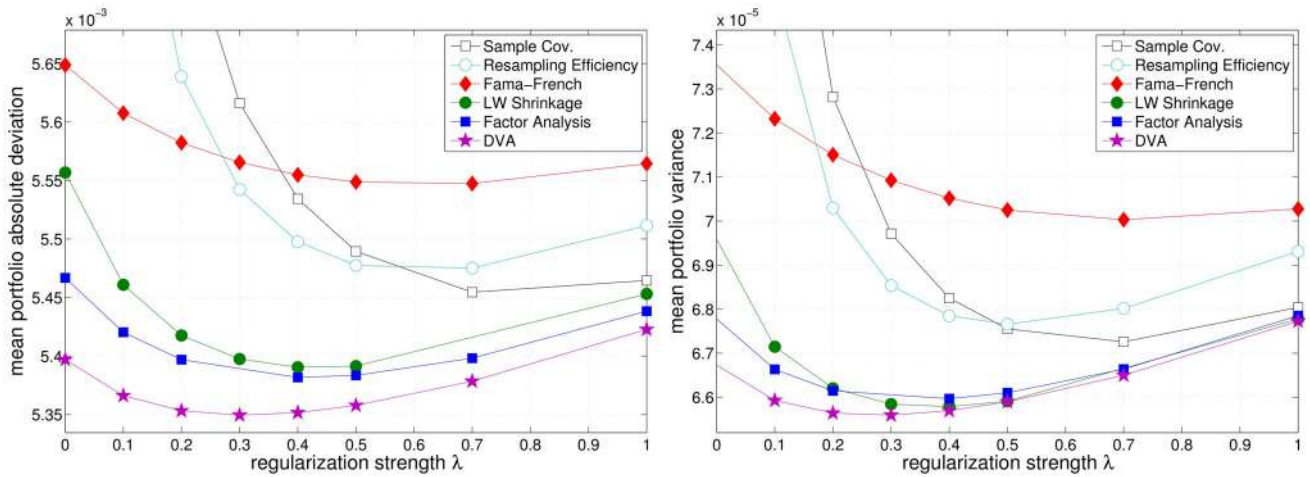 x 10⁻³
5.65
5.6
5.55
5.5
5.45
5.4
5.35
mean portfolio absolute deviation
Sample Cov.
Resampling Efficiency
Fama-French
LW Shrinkage
Factor Analysis
DVA
0 0.1 0.2 0.3 0.4 0.5 0.6 0.7 0.8 0.9 1
regularization strength λ
x 10⁻⁵
7.4
7.3
7.2
7.1
7
6.9
6.8
6.7
6.6
mean portfolio variance
Sample Cov.
Resampling Efficiency
Fama-French
LW Shrinkage
Factor Analysis
DVA
0 0.1 0.2 0.3 0.4 0.5 0.6 0.7 0.8 0.9 1
regularization strength λ